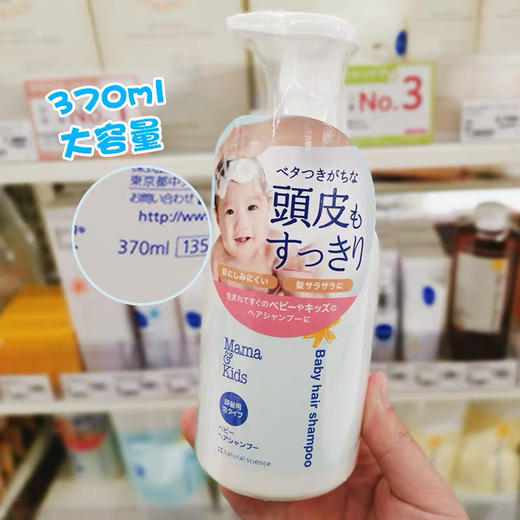 370ml
大容量
東京都中
お問い合わせ
http://ww
370ml 135
No.3
ベタつきがちな
頭皮も
すっきり
目にしみにくい
髪サラサラに
生まれてすぐのベビーやキッズの
ヘアシャンプーに
Mama
&
Kids
頭髪用
泡タイプ
ベビー
ヘアシャンプー
natural science
Baby hair shampoo